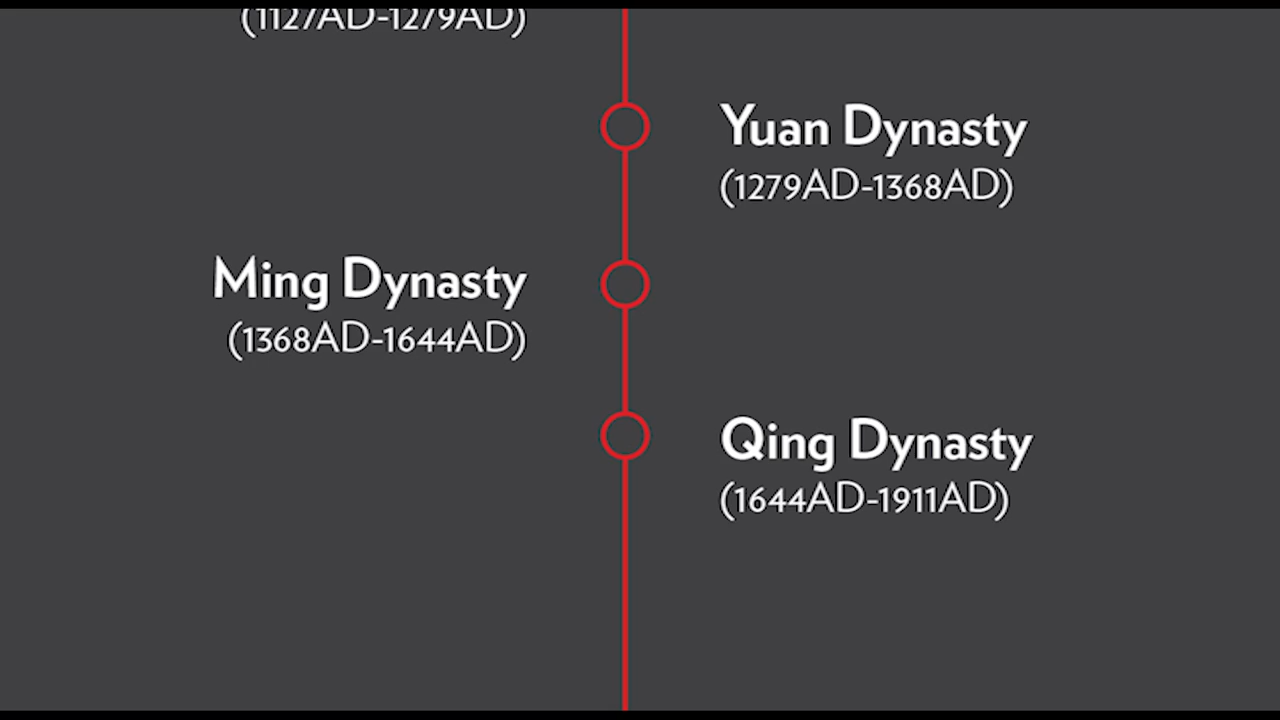 (1127AD-1279AD)
Yuan Dynasty
(1279AD-1368AD)
Ming Dynasty
(1368AD-1644AD)
Qing Dynasty
(1644AD-1911AD)